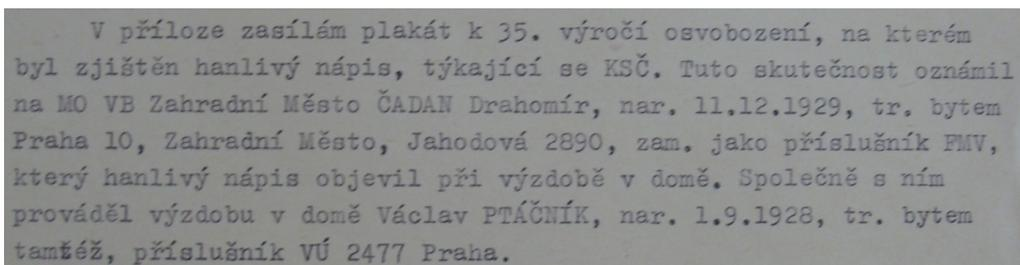 V příloze zasílám plakát k 35. výročí osvobození, na kterém
byl zjištěn hanlivý nápis, týkající se KSČ. Tuto skutečnost oznámil
na MO VB Zahradní Město ČADAN Drahomír, nar. 11.12.1929, tr. bytem
Praha 10, Zahradní Město, Jahodová 2890, zam. jako příslušník FMV,
který hanlivý nápis objevil při výzdobě v domě. Společně s ním
prováděl výzdobu v domě Václav PTÁČNÍK, nar. 1.9.1928, tr. bytem
tamtéž, příslušník VÚ 2477 Praha.